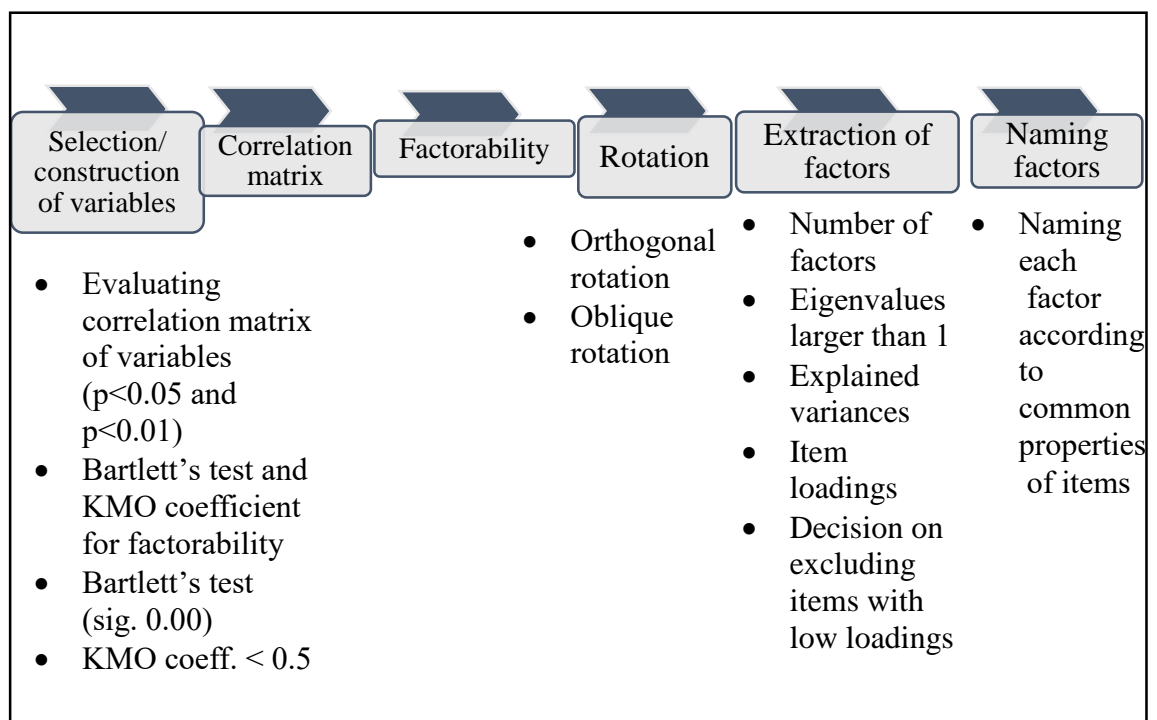 Selection/
construction
of variables
Correlation
matrix
Factorability
Rotation
Extraction of
factors
Naming
factors
• Evaluating
correlation matrix
of variables
(p<0.05 and
p<0.01)
• Bartlett’s test and
KMO coefficient
for factorability
• Bartlett’s test
(sig. 0.00)
• KMO coeff. < 0.5
• Orthogonal
rotation
• Oblique
rotation
• Number of
factors
• Eigenvalues
larger than 1
• Explained
variances
• Item
loadings
• Decision on
excluding
items with
low loadings
• Naming
each
factor
according
to
common
properties
of items